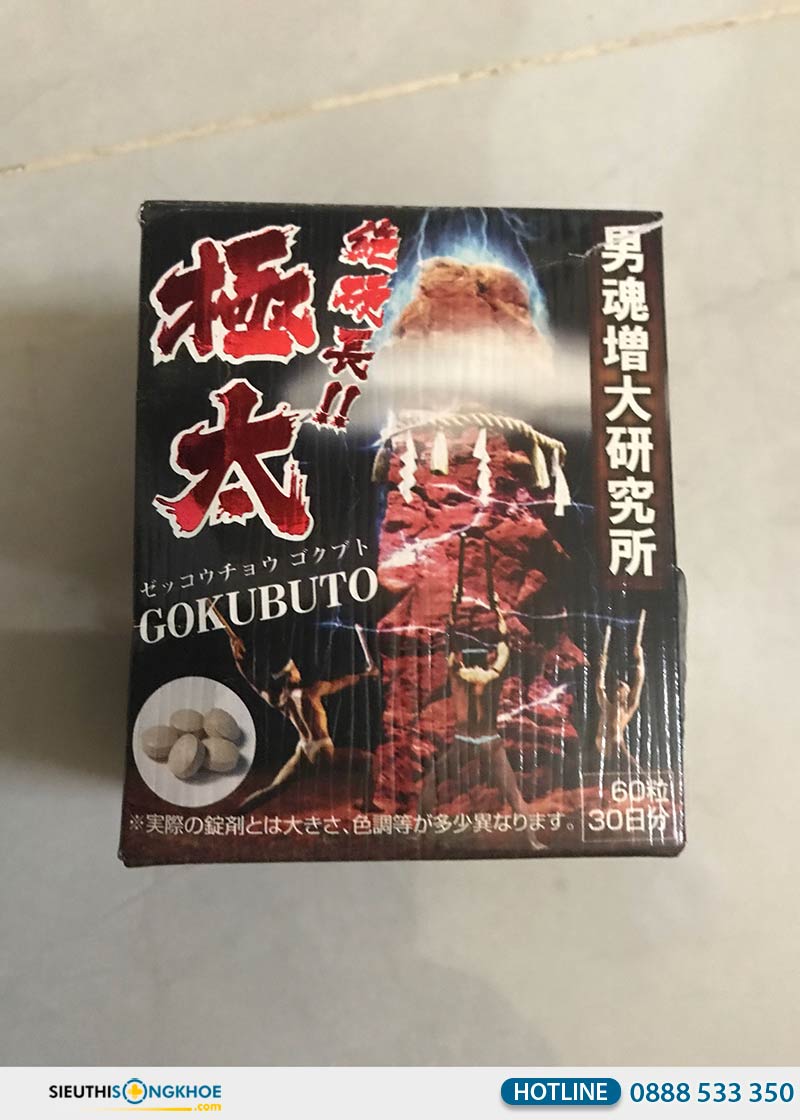 極太
絶硬長!!
男魂増大研究所
ゼッコウチョウ ゴクブト
GOKUBUTO
60粒
30日分
※実際の錠剤とは大きさ、色調等が多少異なります。
SIEUTHISONGKHOE
.com
HOTLINE 0888 533 350